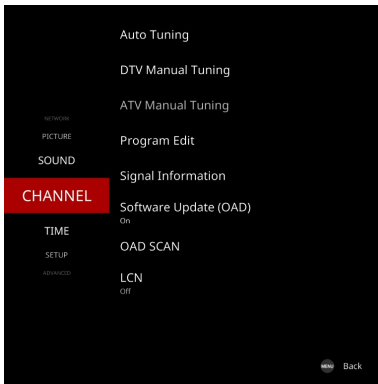 Auto Tuning
DTV Manual Tuning
ATV Manual Tuning
NETWORK
PICTURE
Program Edit
SOUND
Signal Information
CHANNEL
Software Update (OAD)
On
TIME
OAD SCAN
SETUP
ADVANCED
LCN
Off
MENU Back